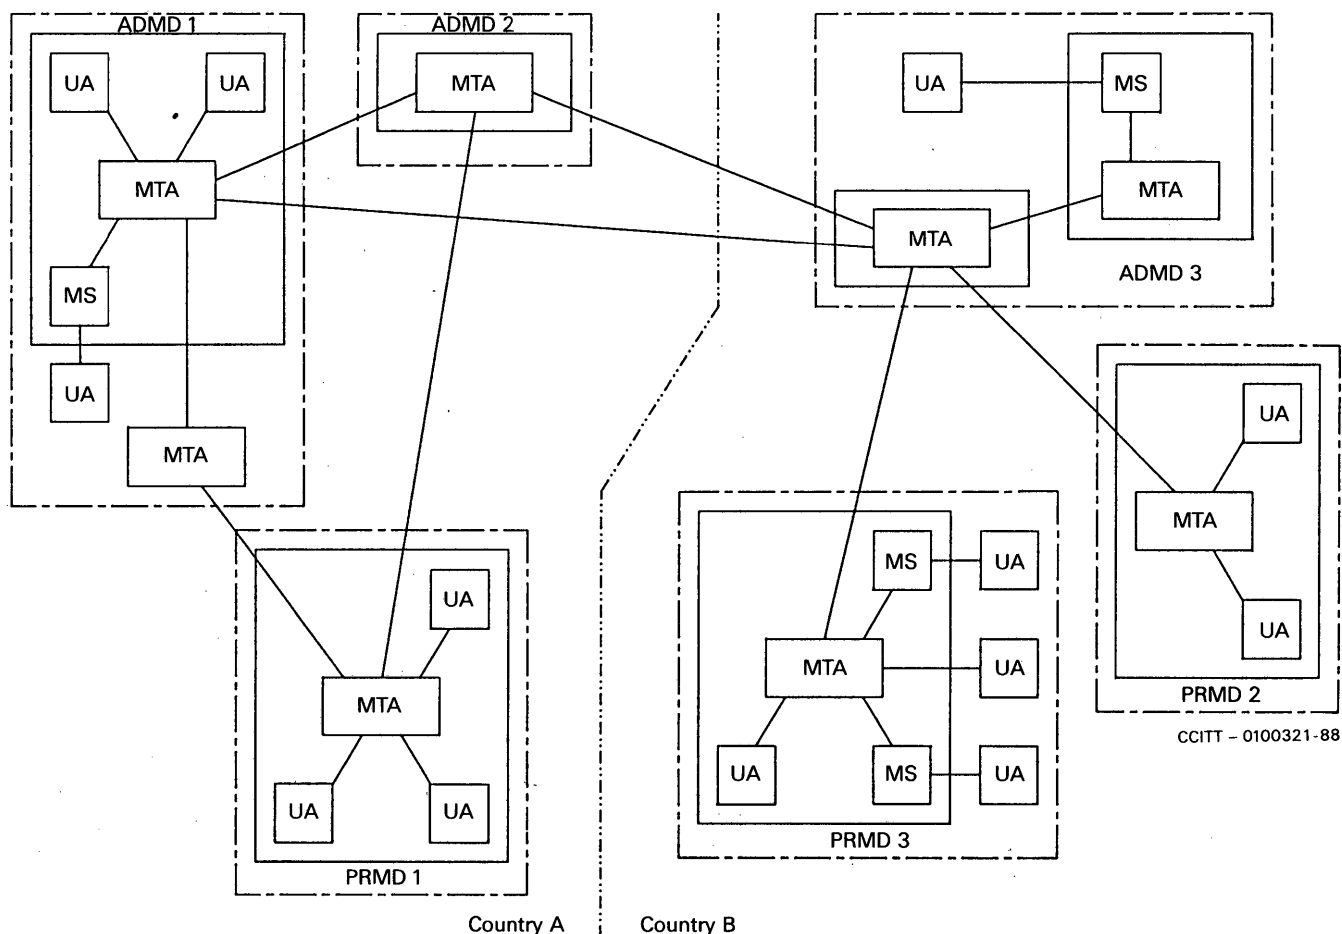 ADMD 1
UA
UA
MTA
MS
UA
MTA
ADMD 2
MTA
UA
MS
MTA
MTA
ADMD 3
UA
MTA
UA
PRMD 2
CCITT – 0100321-88
UA
MTA
UA
UA
PRMD 1
MS
UA
MTA
UA
UA
MS
UA
PRMD 3
Country A
Country B